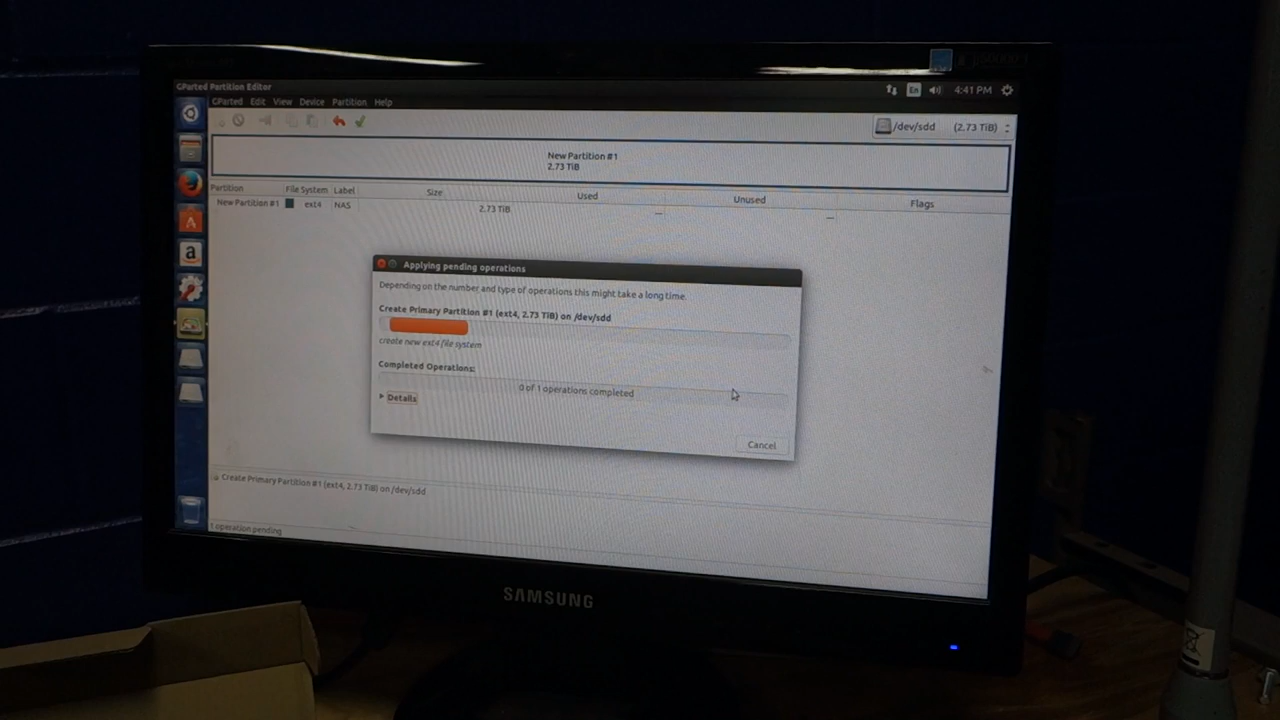 GParted Partition Editor
En 4:41 PM
GParted Edit View Device Partition Help
/dev/sdd (2.73 TiB)
New Partition #1
2.73 TiB
Partition File System Label Size Used Unused Flags
New Partition #1 ext4 NAS 2.73 TiB — —
Applying pending operations
Depending on the number and type of operations this might take a long time.
Create Primary Partition #1 (ext4, 2.73 TiB) on /dev/sdd
create new ext4 file system
Completed Operations:
0 of 1 operations completed
Details
Cancel
Create Primary Partition #1 (ext4, 2.73 TiB) on /dev/sdd
1 operation pending
SAMSUNG